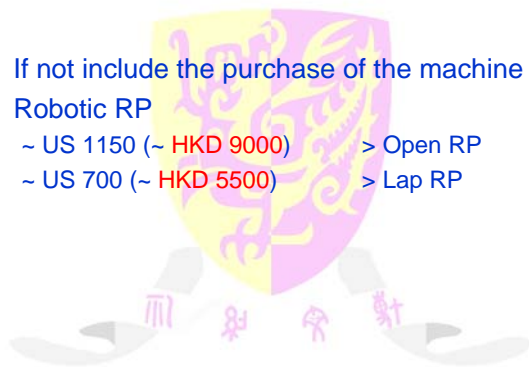 If not include the purchase of the machine
Robotic RP
~ US 1150 (~ HKD 9000) > Open RP
~ US 700 (~ HKD 5500) > Lap RP